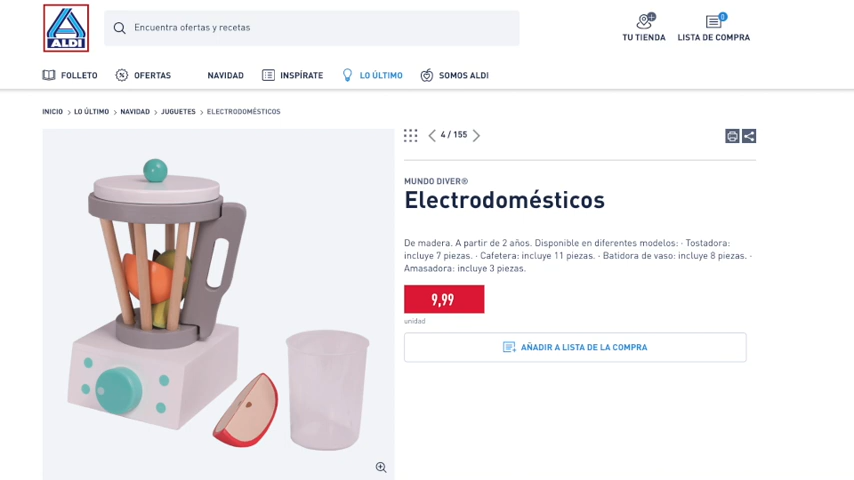 ALDI
Encuentra ofertas y recetas
TU TIENDA
0
LISTA DE COMPRA
FOLLETO
OFERTAS
NAVIDAD
INSPÍRATE
LO ÚLTIMO
SOMOS ALDI
INICIO > LO ÚLTIMO > NAVIDAD > JUGUETES > ELECTRODOMÉSTICOS
4 / 155
MUNDO DIVER®
Electrodomésticos
De madera. A partir de 2 años. Disponible en diferentes modelos: · Tostadora:
incluye 7 piezas. · Cafetera: incluye 11 piezas. · Batidora de vaso: incluye 8 piezas. ·
Amasadora: incluye 3 piezas.
9,99
unidad
AÑADIR A LISTA DE LA COMPRA